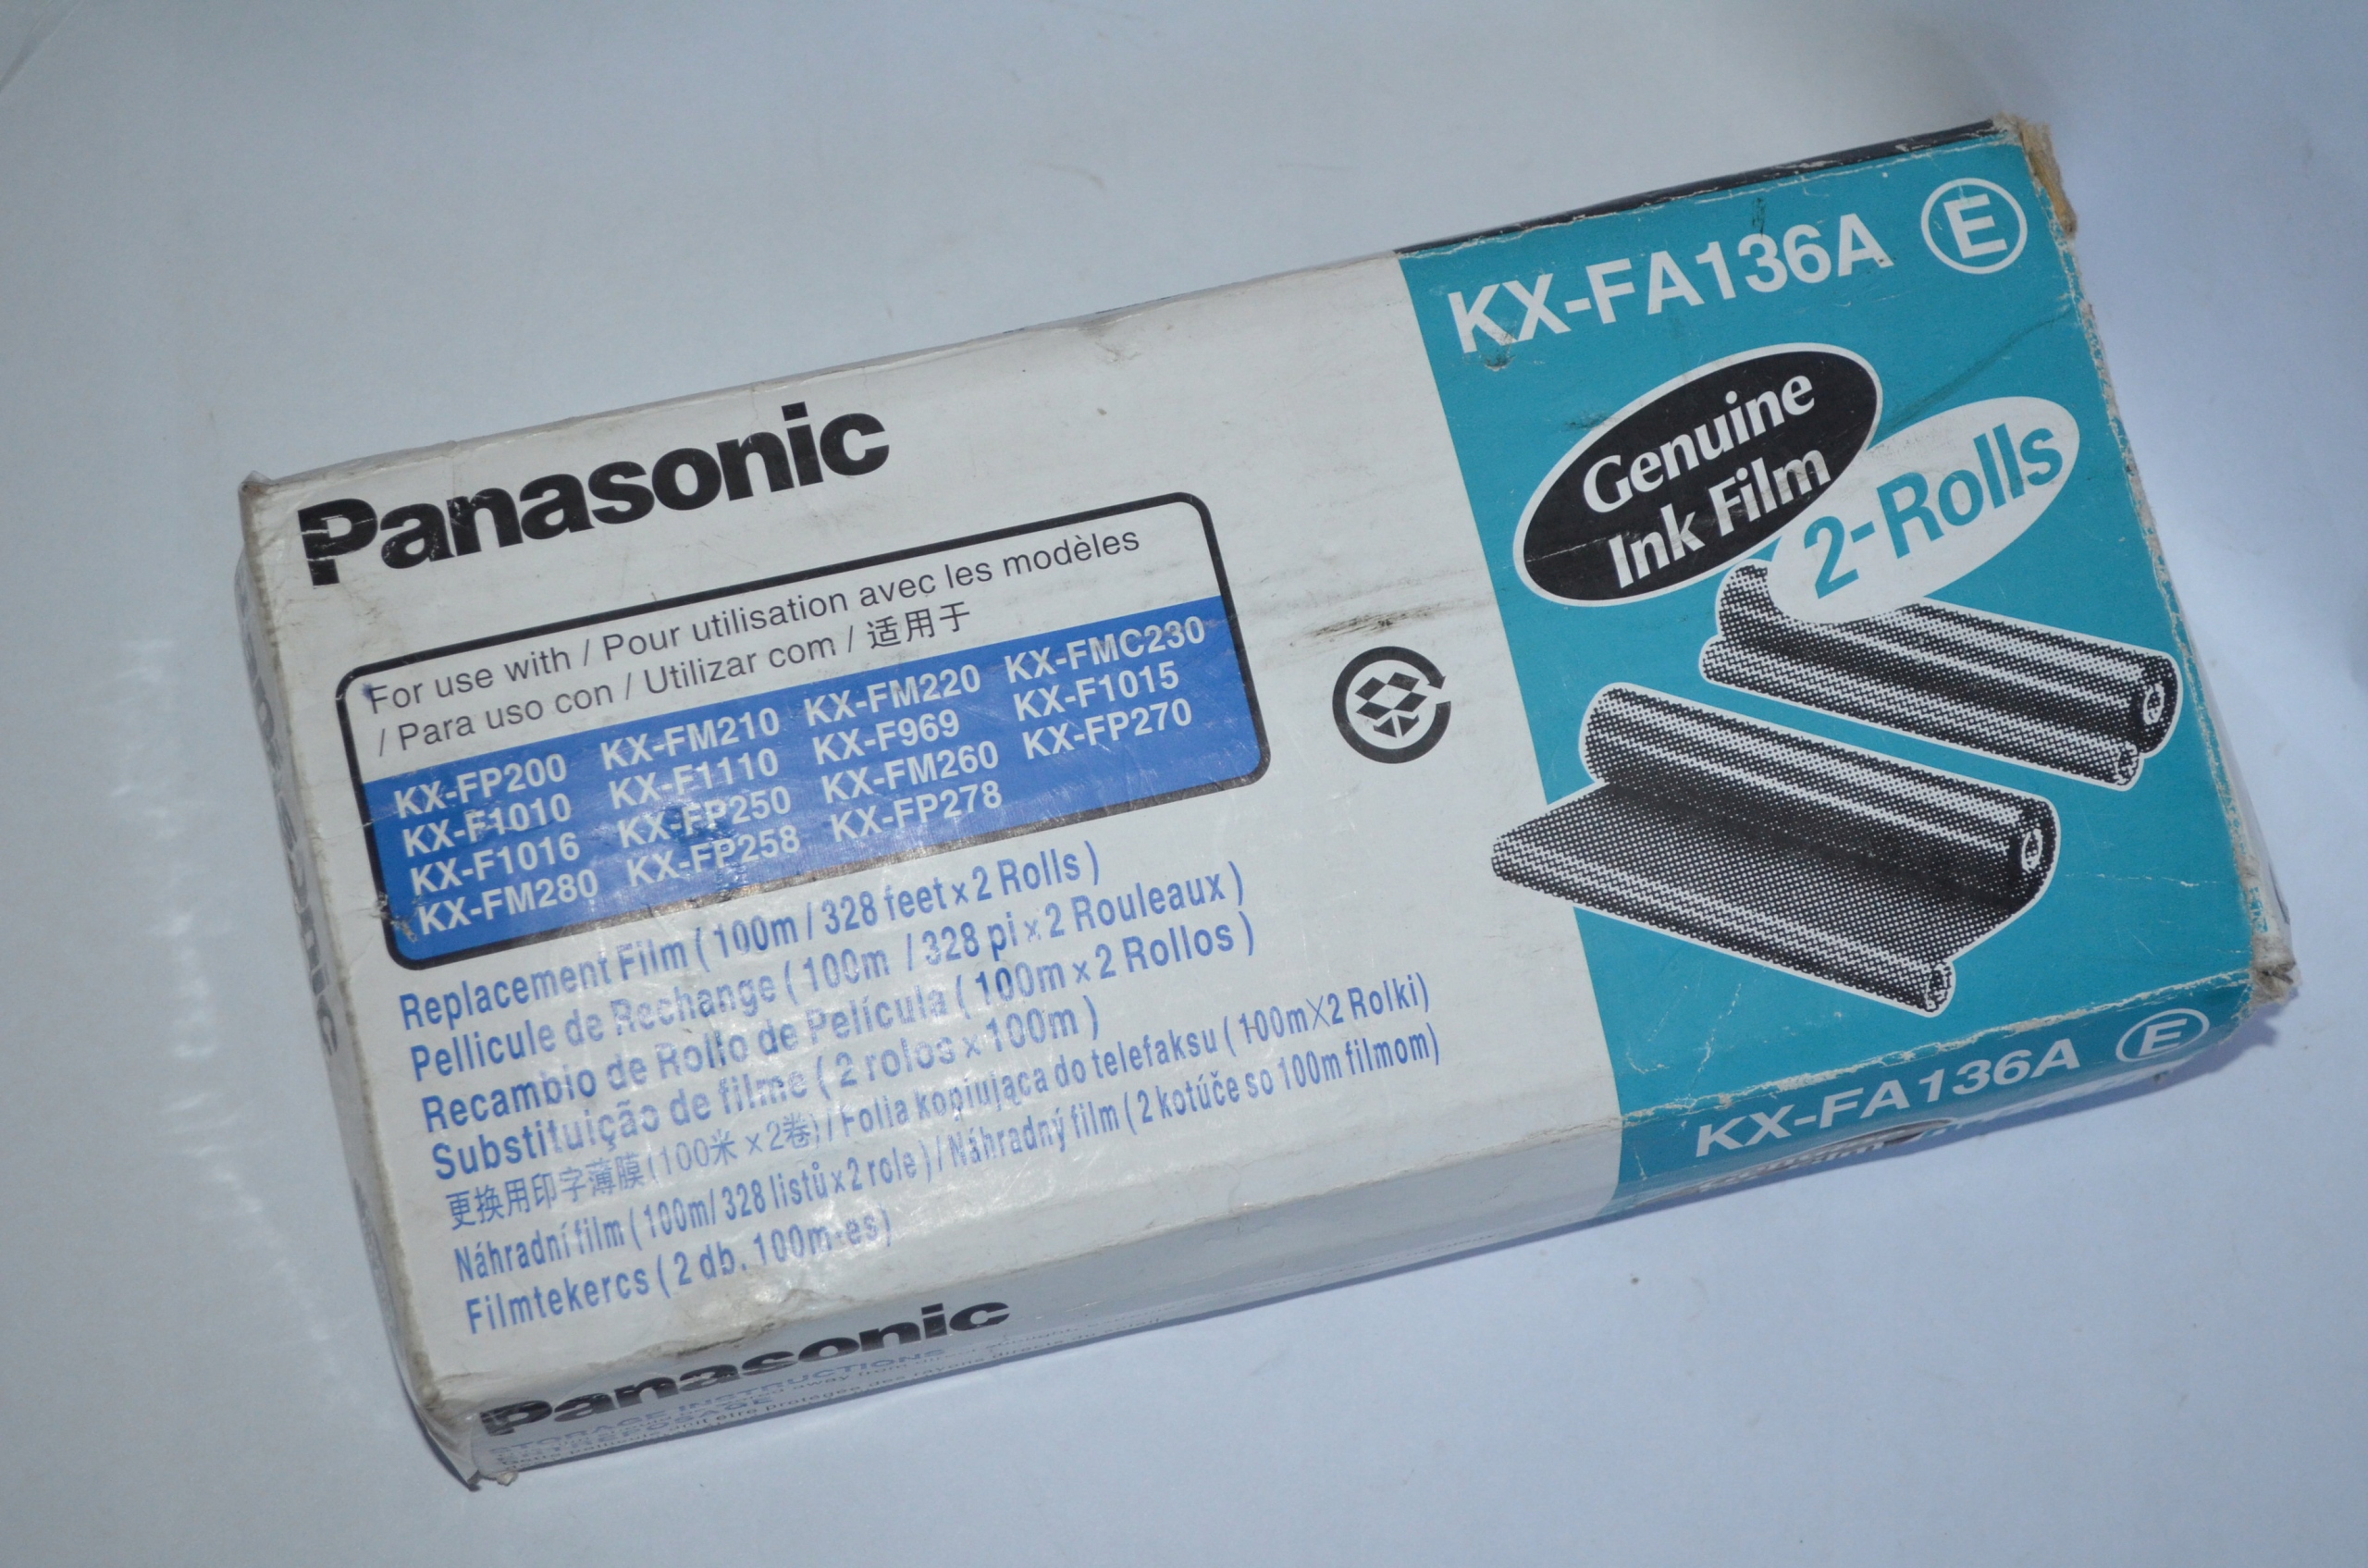 Panasonic
For use with / Pour utilisation avec les modèles
/ Para uso con / Utilizar com / 适用于
KX-FP200 KX-FM210 KX-FM220 KX-FMC230
KX-F1010 KX-F1110 KX-F969 KX-F1015
KX-F1016 KX-FP250 KX-FM260 KX-FP270
KX-FM280 KX-FP258 KX-FP278
Replacement Film ( 100m / 328 feet x 2 Rolls )
Pellicule de Rechange ( 100m / 328 pi x 2 Rouleaux )
Recambio de Rollo de Película ( 100m x 2 Rollos )
Substituição de filme ( 2 rolos x 100m )
更换用印字薄膜 (100米 x 2卷) / Folia kopiująca do telefaksu ( 100mX2 Rolki)
Náhradní film ( 100m/ 328 listů x 2 role ) / Náhradný film ( 2 kotúče so 100m filmom)
Filmtekercs ( 2 db. 100m-es)
KX-FA136A E
Genuine
Ink Film
2-Rolls
KX-FA136A E
Panasonic
STORAGE INSTRUCTIONS
ENTREPOSAGE
Panasonic